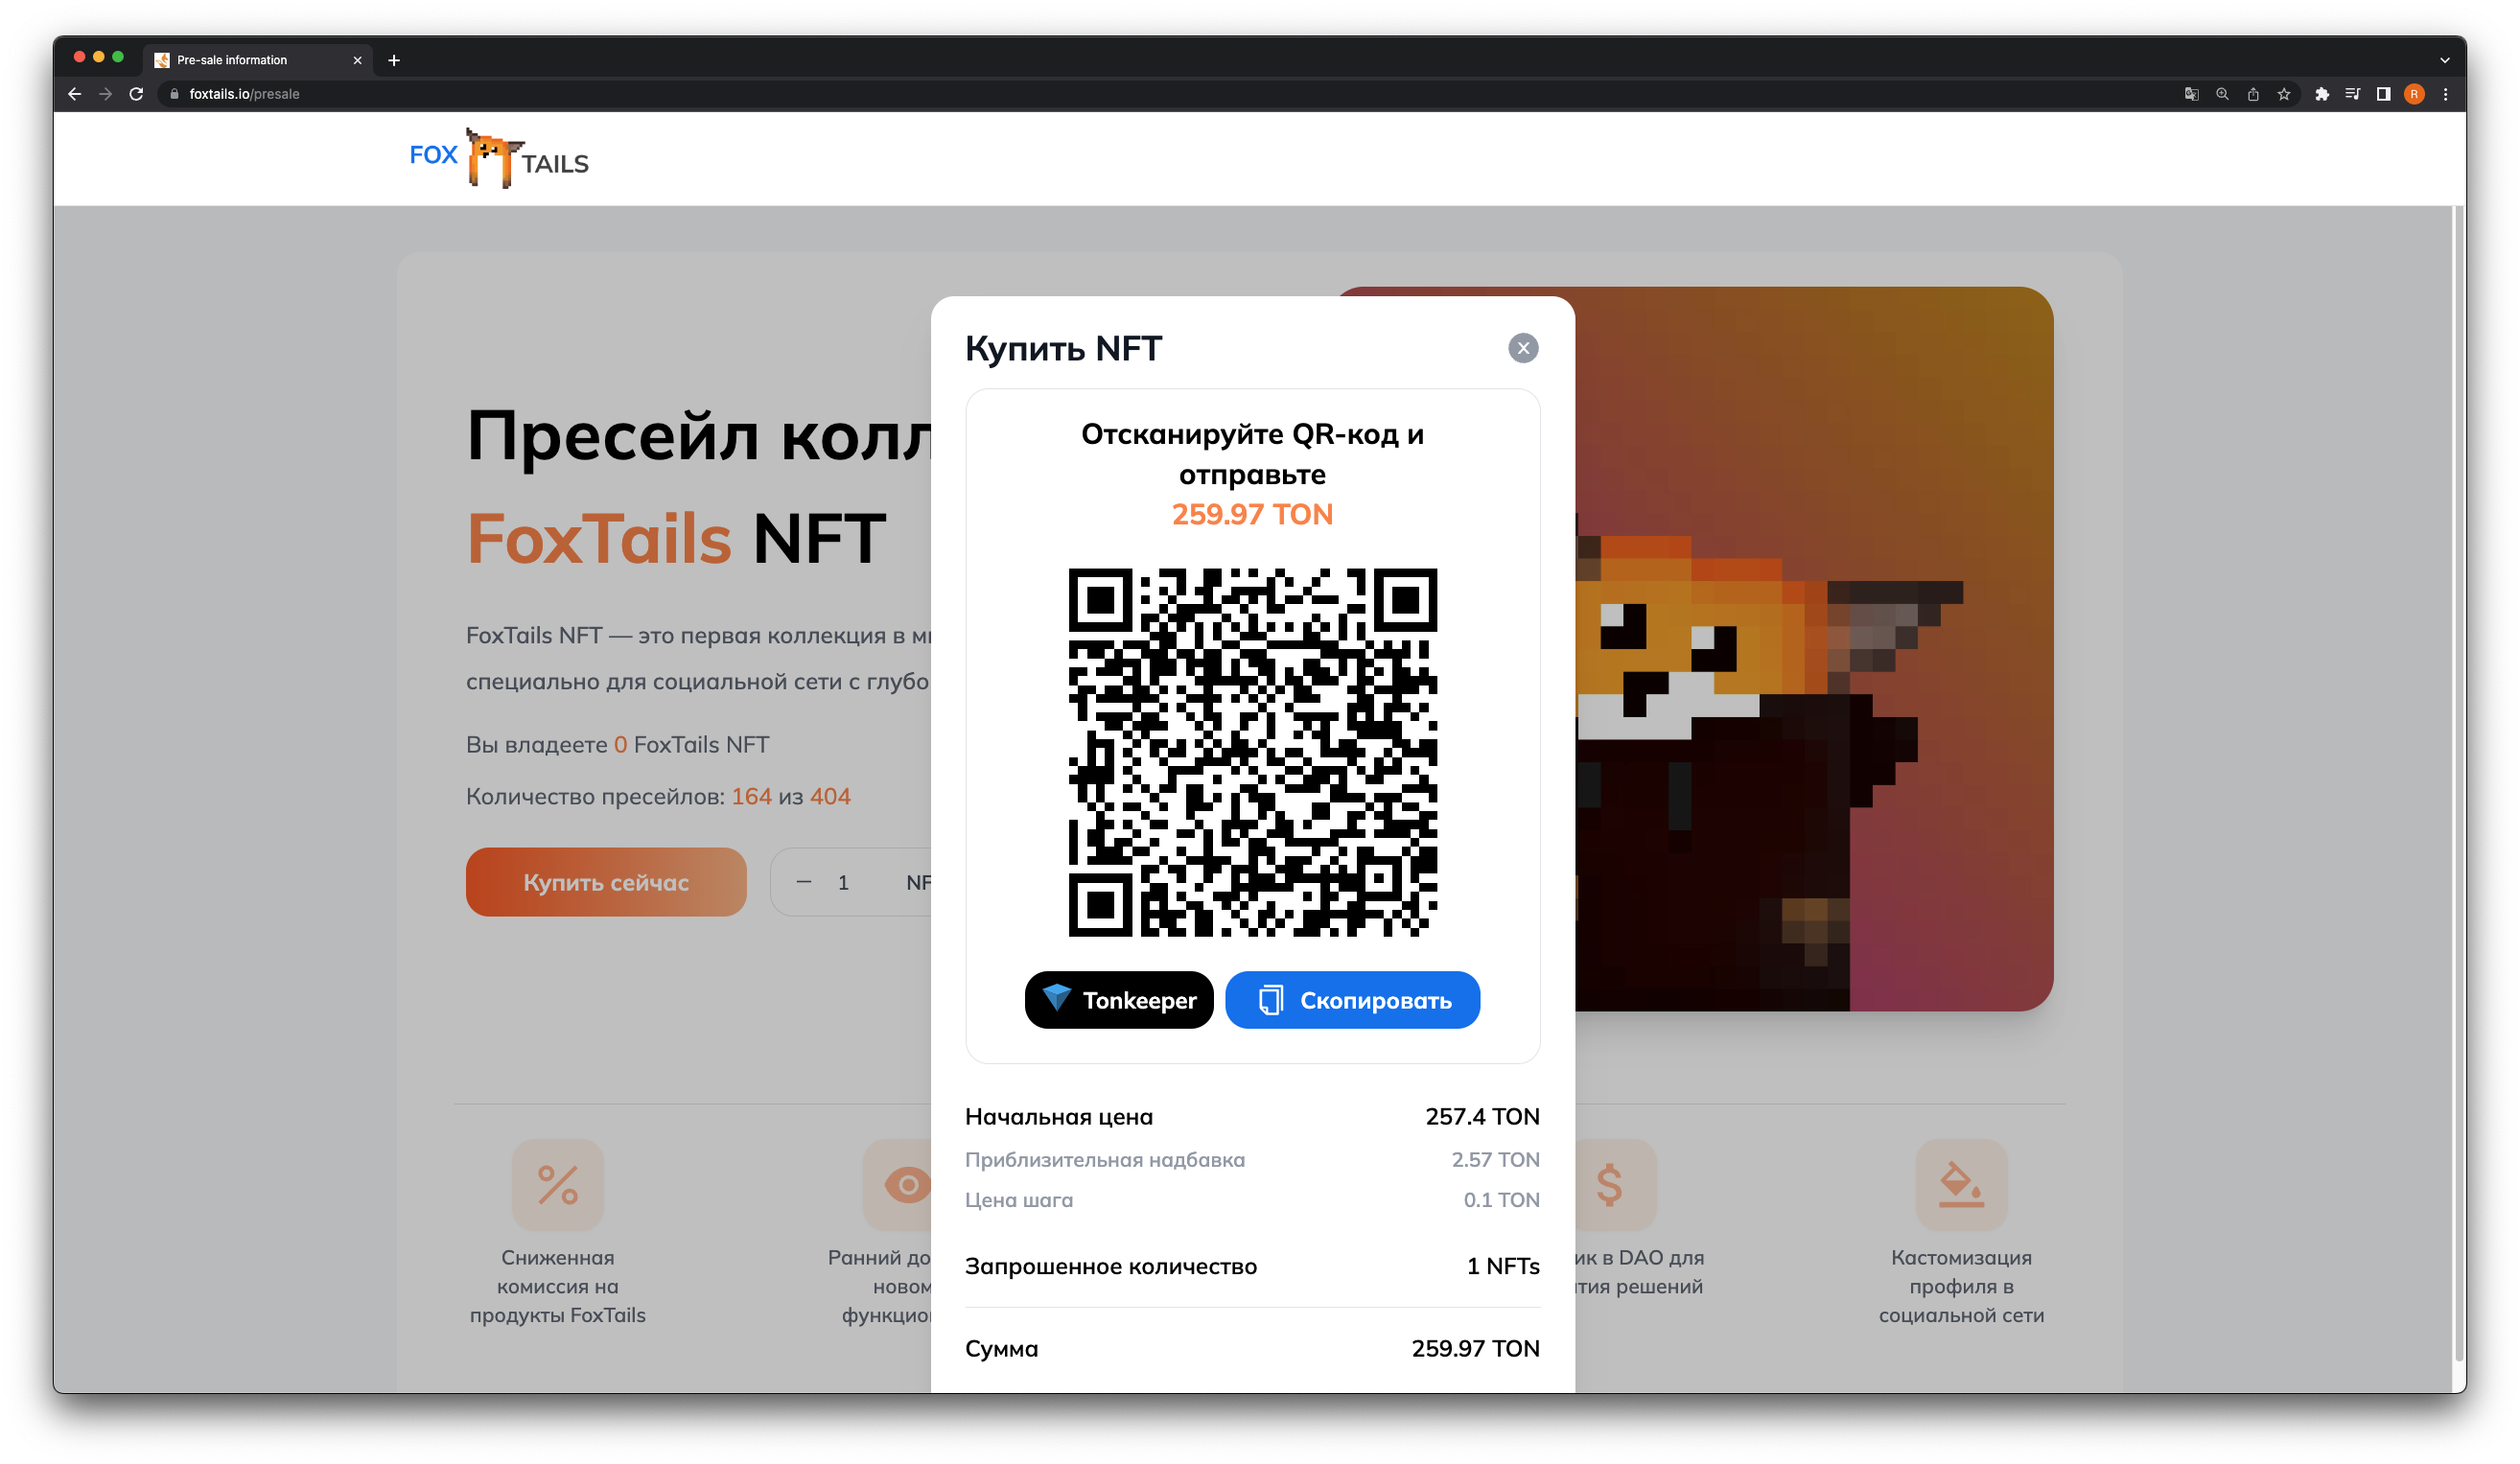 Pre-sale information
foxtails.io/presale
R
FOX TAILS
Купить NFT
Отсканируйте QR-код и
отправьте
259.97 TON
Tonkeeper
Скопировать
Начальная цена 257.4 TON
Приблизительная надбавка 2.57 TON
Цена шага 0.1 TON
Запрошенное количество 1 NFTs
Сумма 259.97 TON
Пресейл колл
FoxTails NFT
FoxTails NFT — это первая коллекция в ми
специально для социальной сети с глубо
Вы владеете 0 FoxTails NFT
Количество пресейлов: 164 из 404
Купить сейчас
— 1 NF
Сниженная
комиссия на
продукты FoxTails
Ранний до
новом
функцио
ик в DAO для
тия решений
Кастомизация
профиля в
социальной сети